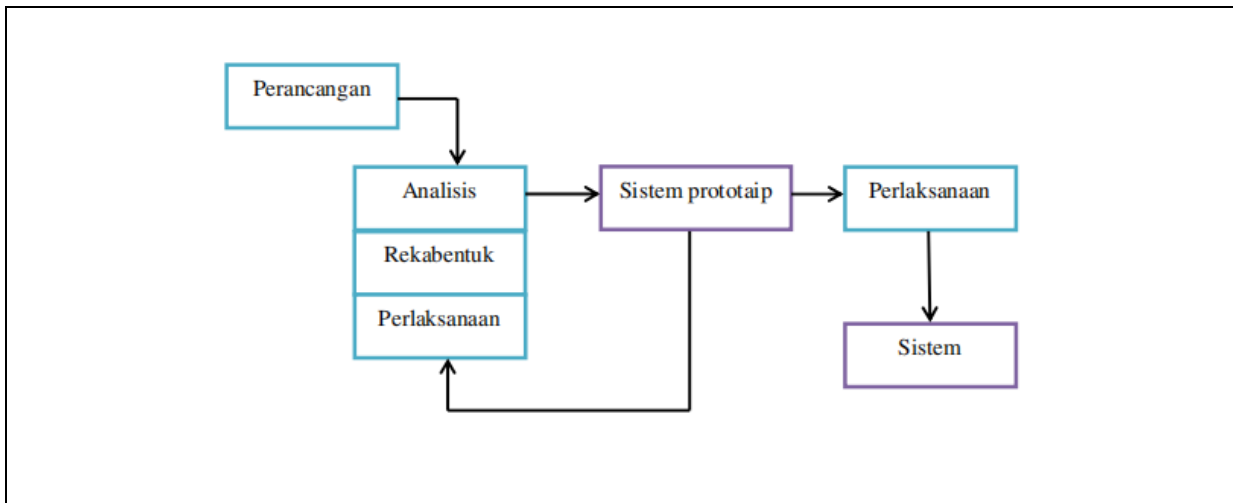 Perancangan
Analisis
Sistem prototaip
Perlaksanaan
Rekabentuk
Perlaksanaan
Sistem